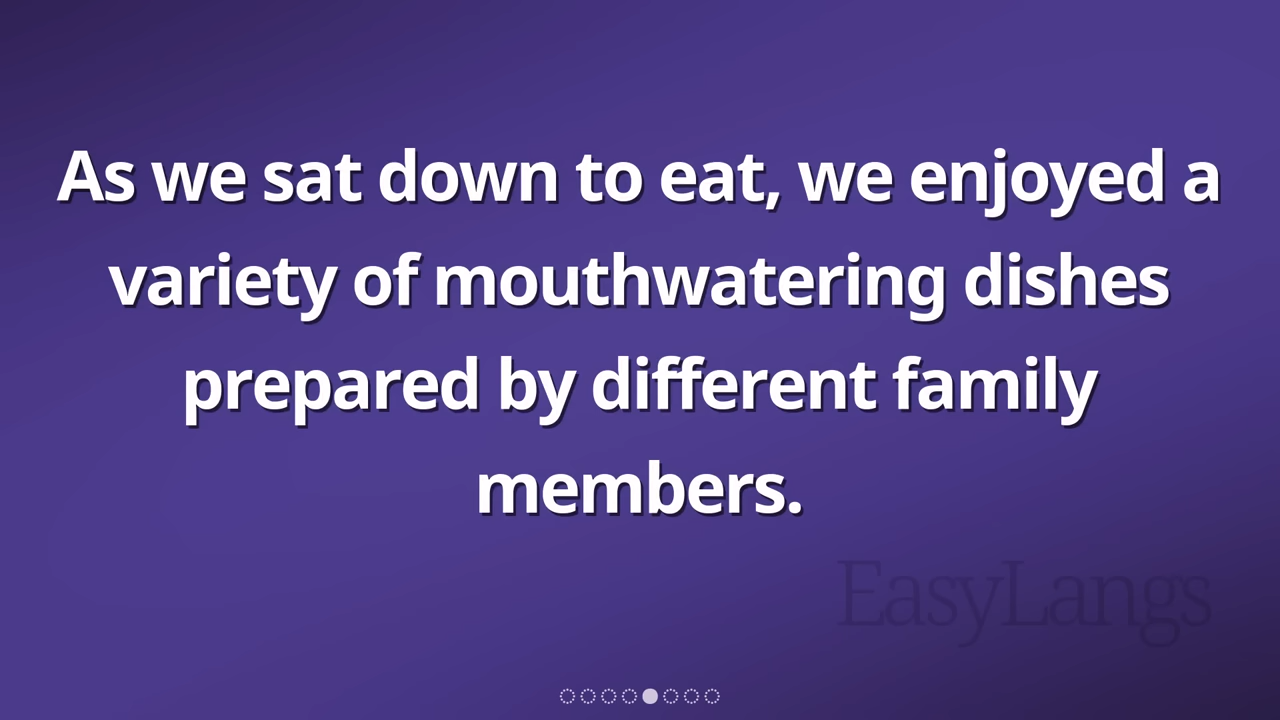 As we sat down to eat, we enjoyed a
variety of mouthwatering dishes
prepared by different family
members.
EasyLangs